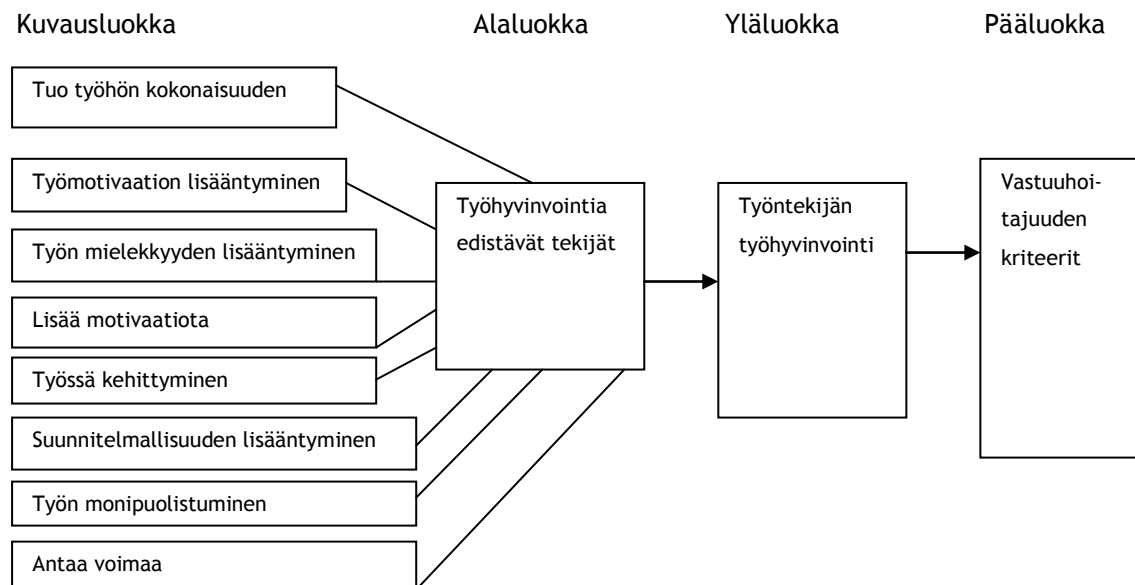 Kuvausluokka
Alaluokka
Yläluokka
Pääluokka
Tuo työhön kokonaisuuden
Työmotivaation lisääntyminen
Työn mielekkyyden lisääntyminen
Lisää motivaatiota
Työssä kehittyminen
Suunnitelmallisuuden lisääntyminen
Työn monipuolistuminen
Antaa voimaa
Työhyvinvointia
edistävät tekijät
Työntekijän
työhyvinvointi
Vastuuhoi-
tajuuden
kriteerit